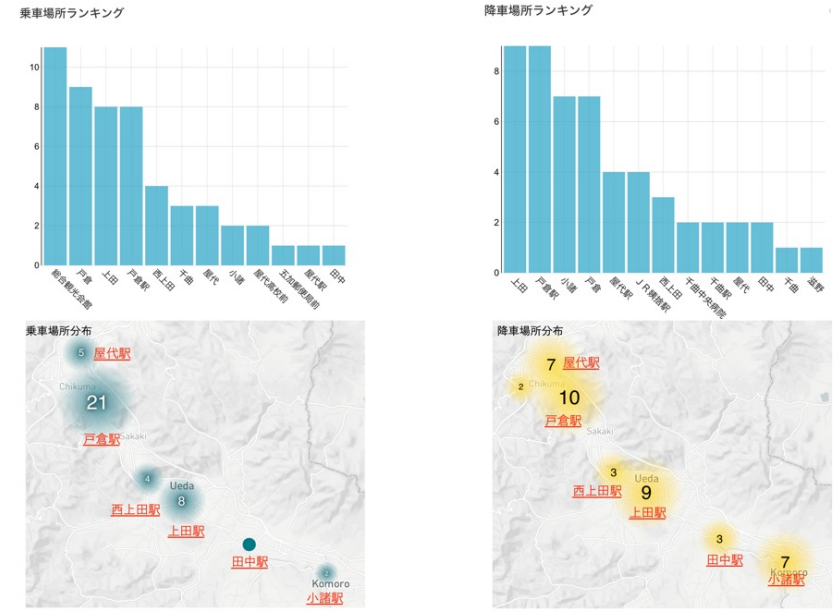 乗車場所ランキング
10
8
6
4
2
0
総合観光会館
戸倉
上田
戸倉駅
西上田
千曲
屋代
小諸
屋代高校前
五加郵便局前
屋代駅
田中
降車場所ランキング
8
6
4
2
0
上田
戸倉駅
小諸
戸倉
屋代駅
JR姨捨駅
西上田
千曲中央病院
千曲駅
屋代
田中
千曲
滋野
乗車場所分布
5
屋代駅
Chikuma
21
戸倉駅
Sakaki
4
Ueda
8
西上田駅
上田駅
田中駅
2
Komoro
小諸駅
降車場所分布
7
屋代駅
2
Chikuma
10
戸倉駅
Sakaki
3
Ueda
西上田駅
9
上田駅
3
田中駅
7
Komoro
小諸駅